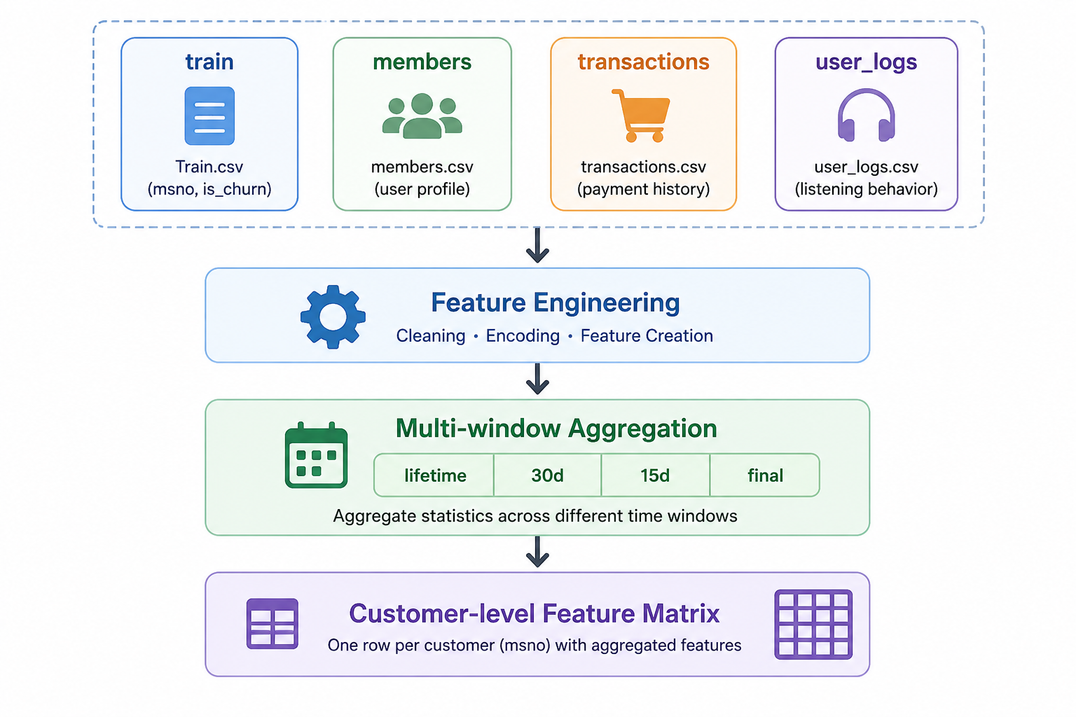 train
Train.csv
(msno, is_churn)
members
members.csv
(user profile)
transactions
transactions.csv
(payment history)
user_logs
user_logs.csv
(listening behavior)
Feature Engineering
Cleaning • Encoding • Feature Creation
Multi-window Aggregation
lifetime 30d 15d final
Aggregate statistics across different time windows
Customer-level Feature Matrix
One row per customer (msno) with aggregated features